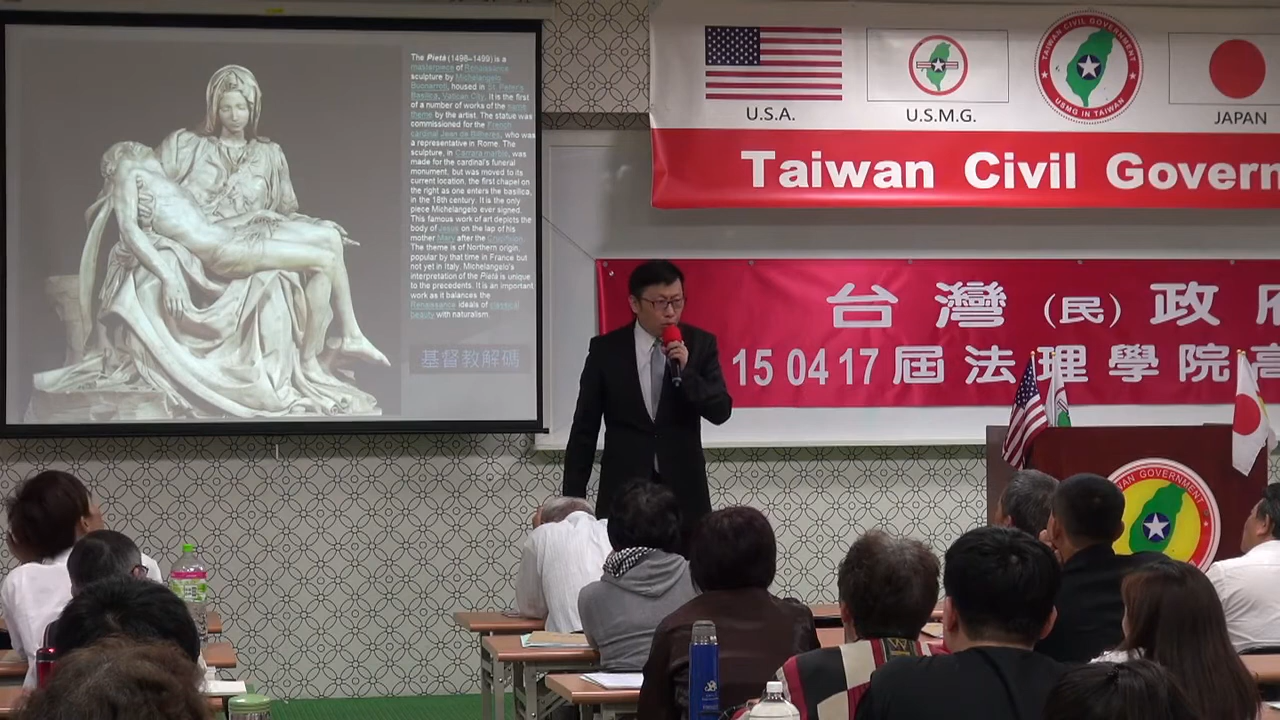 The Pietà (1498–1499) is a
masterpiece of Renaissance
sculpture by Michelangelo
Buonarroti, housed in St. Peter's
Basilica, Vatican City. It is the first
of a number of works of the same
theme by the artist. The statue was
commissioned for the French
cardinal Jean de Billheres, who was
a representative in Rome. The
sculpture, in Carrara marble, was
made for the cardinal's funeral
monument, but was moved to its
current location, the first chapel on
the right as one enters the basilica,
in the 18th century. It is the only
piece Michelangelo ever signed.
This famous work of art depicts the
body of Jesus on the lap of his
mother Mary after the Crucifixion.
The theme is of Northern origin,
popular by that time in France but
not yet in Italy. Michelangelo's
interpretation of the Pietà is unique
to the precedents. It is an important
work as it balances the
Renaissance ideals of classical
beauty with naturalism.
基督教解碼
U.S.A.
U.S.M.G.
TAIWAN CIVIL GOVERNMENT
USMG IN TAIWAN
JAPAN
Taiwan Civil Govern
台灣(民)政府
15 04 17 屆法理學院高
WAN GOVERNMENT